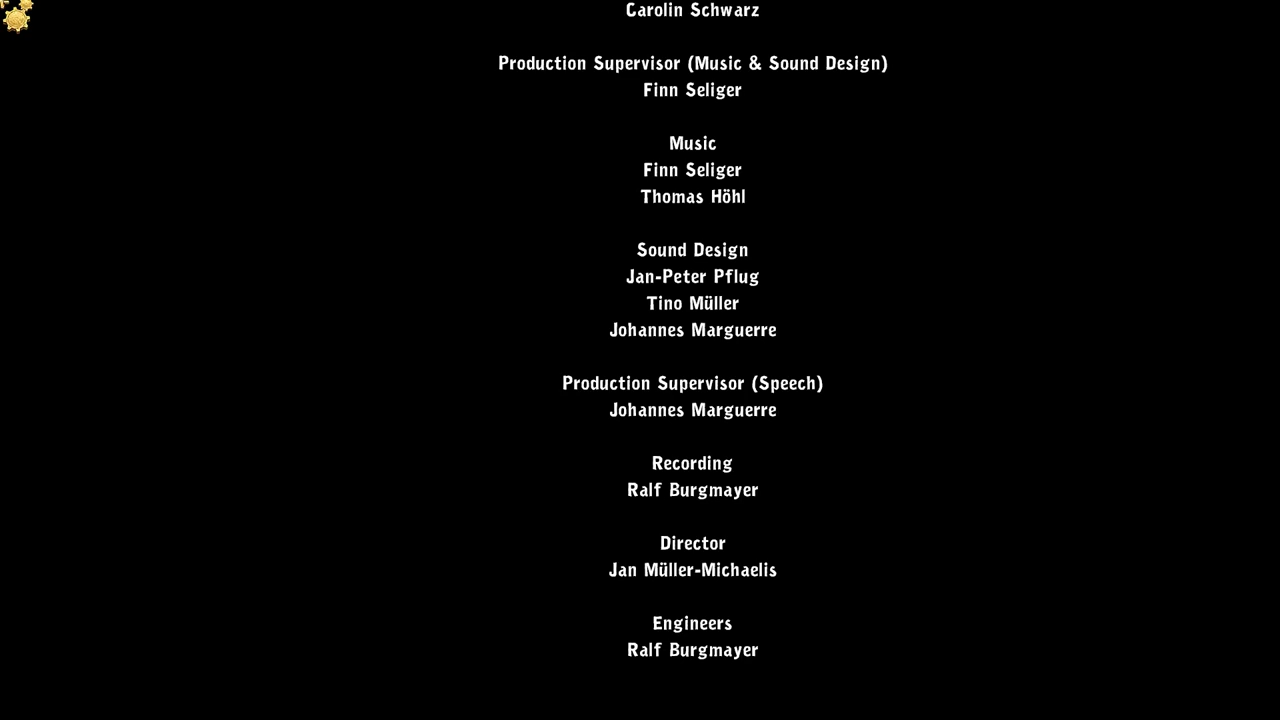 Carolin Schwarz
Production Supervisor (Music & Sound Design)
Finn Seliger
Music
Finn Seliger
Thomas Höhl
Sound Design
Jan-Peter Pflug
Tino Müller
Johannes Marguerre
Production Supervisor (Speech)
Johannes Marguerre
Recording
Ralf Burgmayer
Director
Jan Müller-Michaelis
Engineers
Ralf Burgmayer